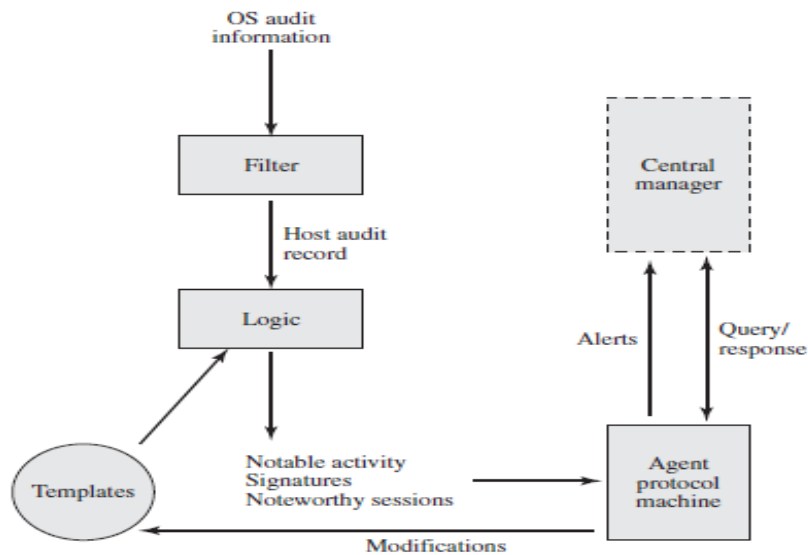 OS audit
information
Filter
Central
manager
Host audit
record
Logic
Alerts
Query/
response
Templates
Notable activity
Signatures
Noteworthy sessions
Agent
protocol
machine
Modifications